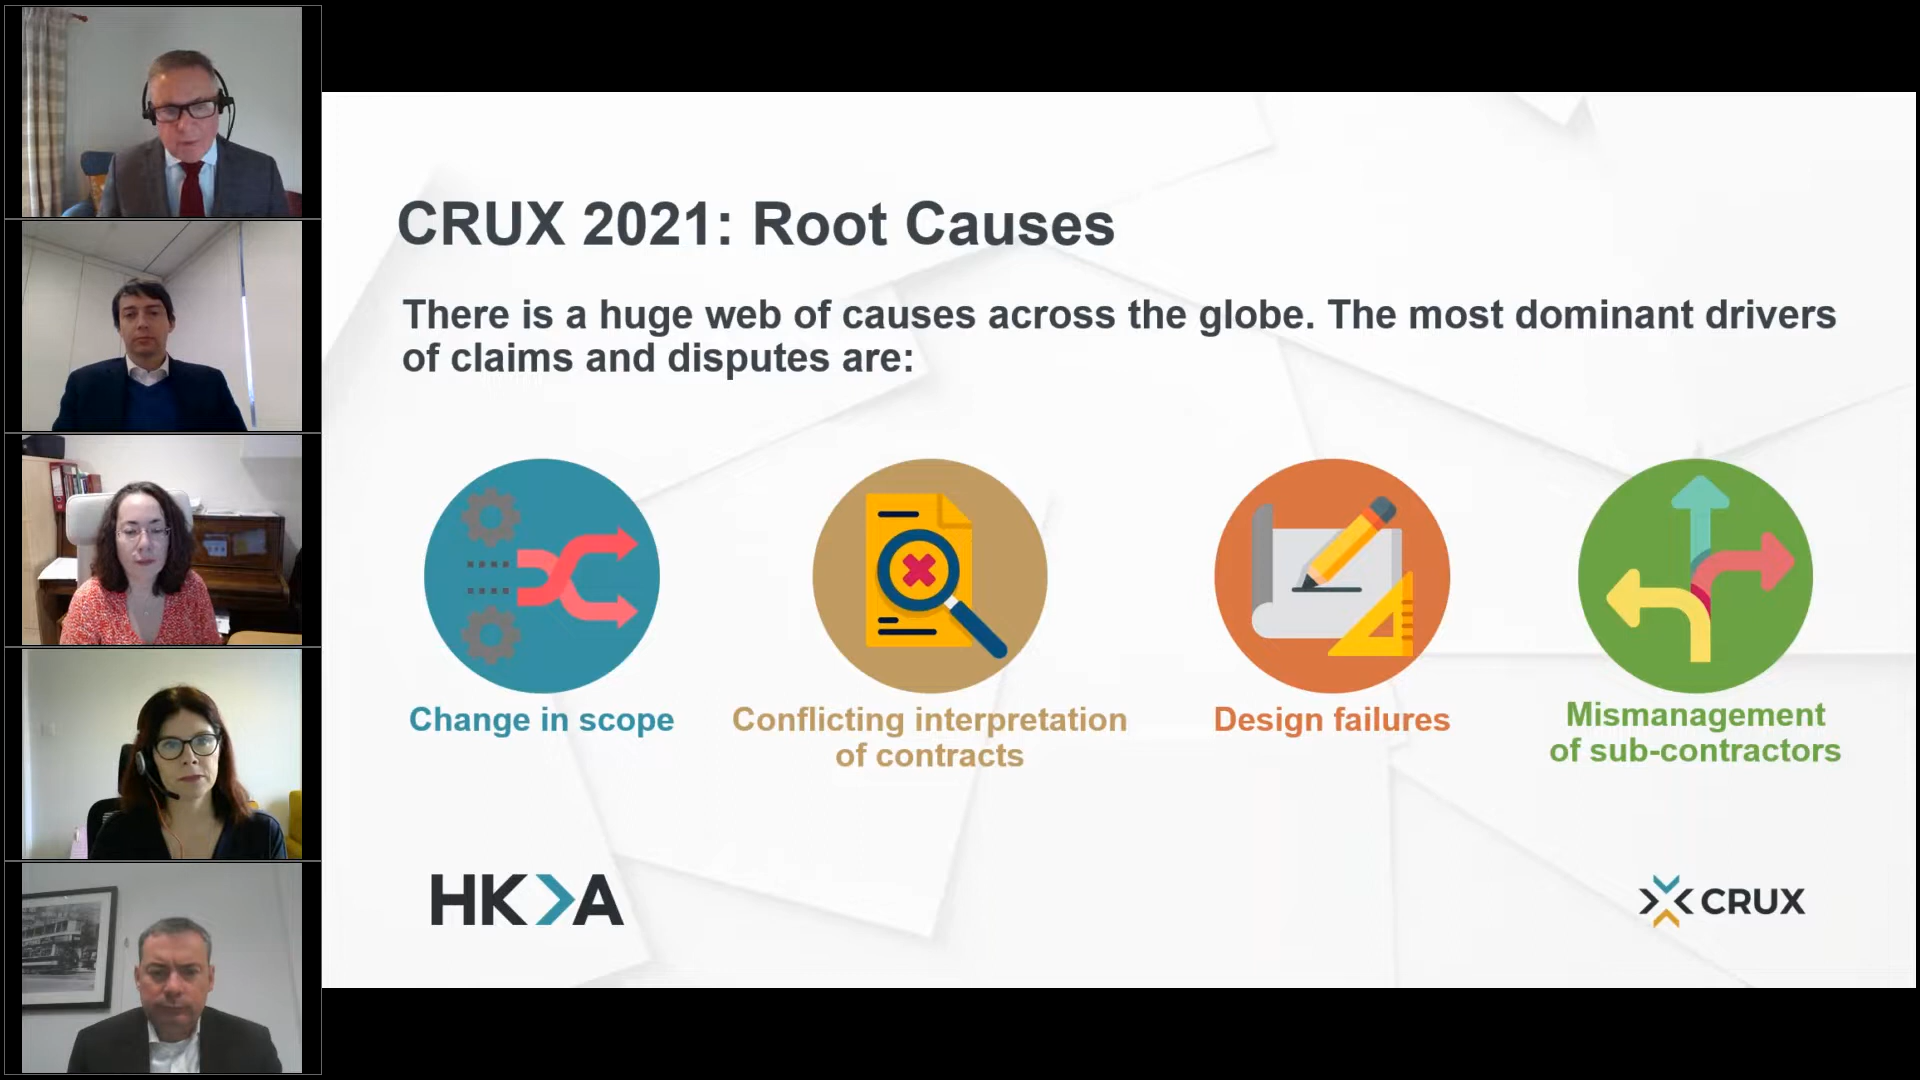 CRUX 2021: Root Causes
There is a huge web of causes across the globe. The most dominant drivers
of claims and disputes are:
Change in scope
Conflicting interpretation
of contracts
Design failures
Mismanagement
of sub-contractors
HKA
CRUX